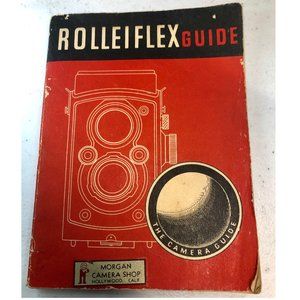 ROLLEIFLEX GUIDE
THE CAMERA GUIDE
MORGAN
CAMERA SHOP
HOLLYWOOD, CALIF.